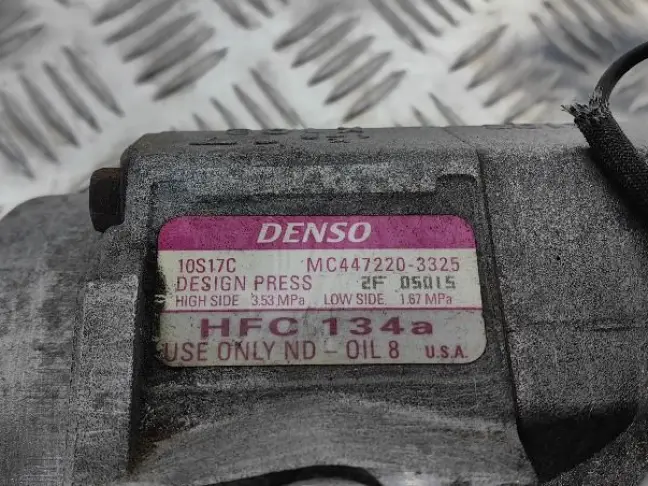 DENSO
10S17C MC447220-3325
DESIGN PRESS 2F 05015
HIGH SIDE 3.53 MPa LOW SIDE 1.67 MPa
HFC 134a
USE ONLY ND - OIL 8 U.S.A.